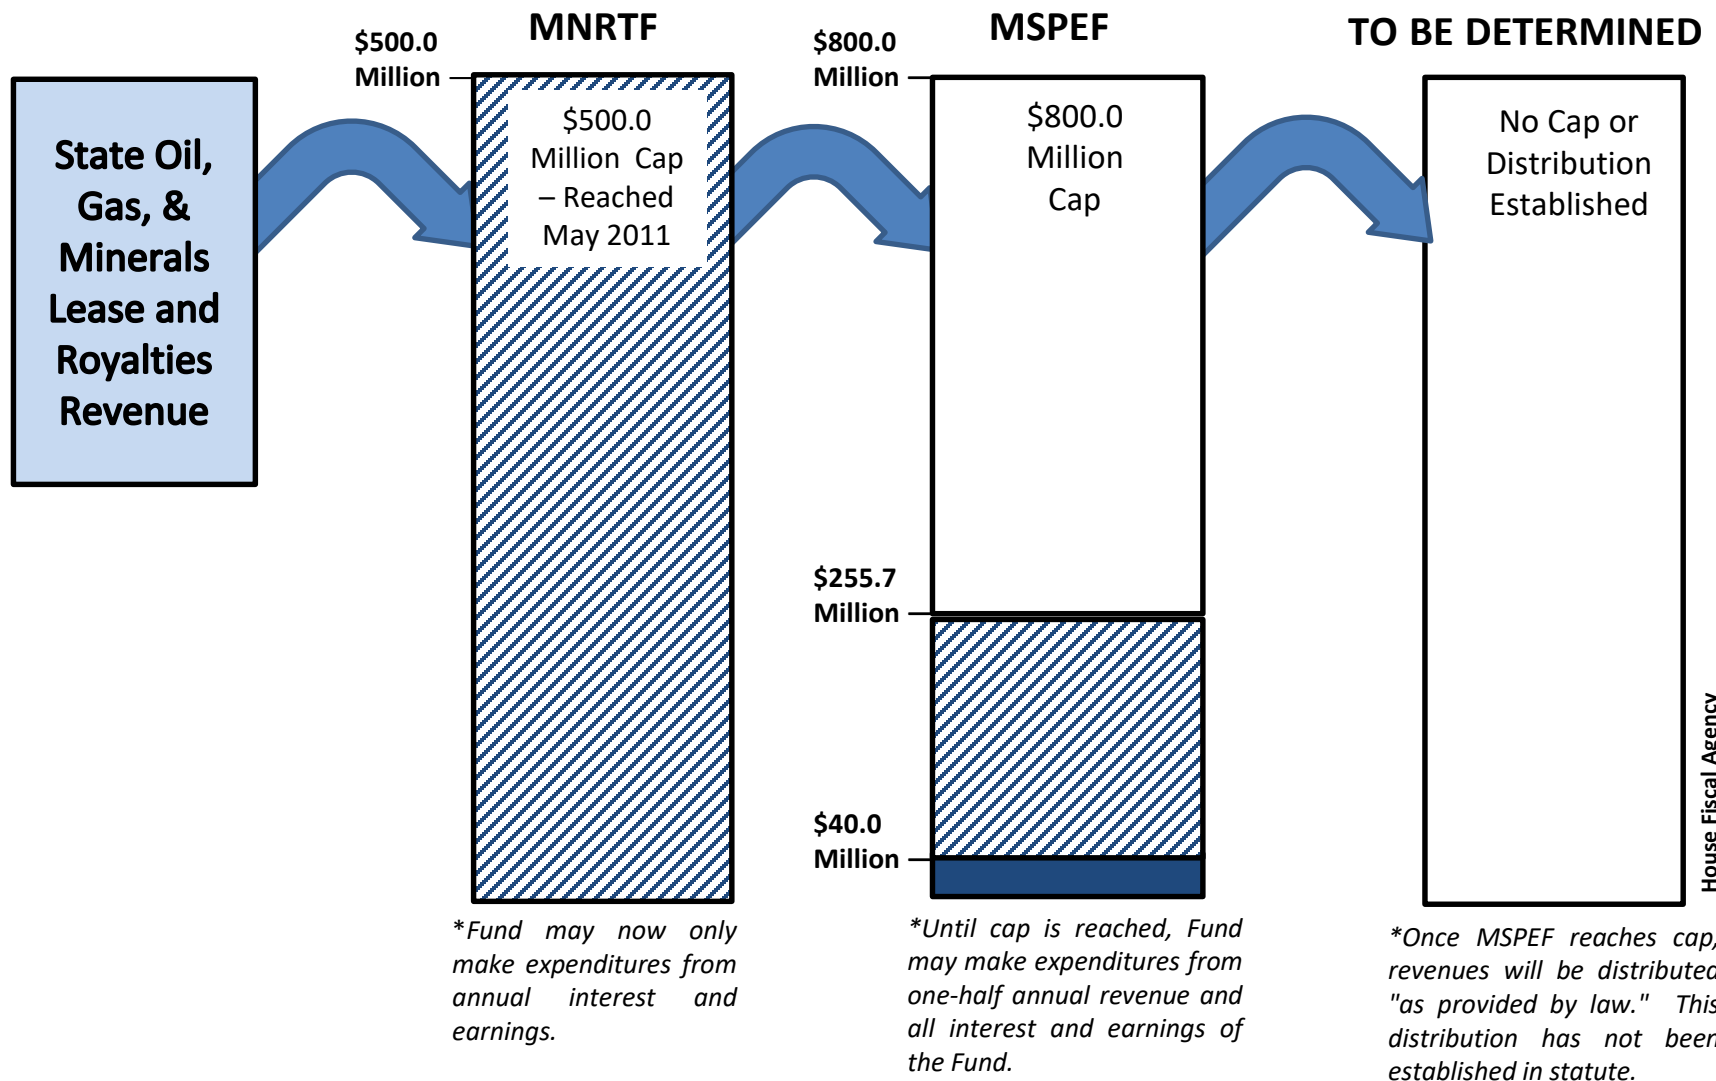 MNRTF
MSPEF
TO BE DETERMINED
State Oil,
Gas, &
Minerals
Lease and
Royalties
Revenue
$500.0
Million
$500.0
Million Cap
– Reached
May 2011
$800.0
Million
$800.0
Million
Cap
No Cap or
Distribution
Established
$255.7
Million
$40.0
Million
*Fund may now only
make expenditures from
annual interest and
earnings.
*Until cap is reached, Fund
may make expenditures from
one-half annual revenue and
all interest and earnings of
the Fund.
*Once MSPEF reaches cap,
revenues will be distributed
"as provided by law." This
distribution has not been
established in statute.
House Fiscal Agency